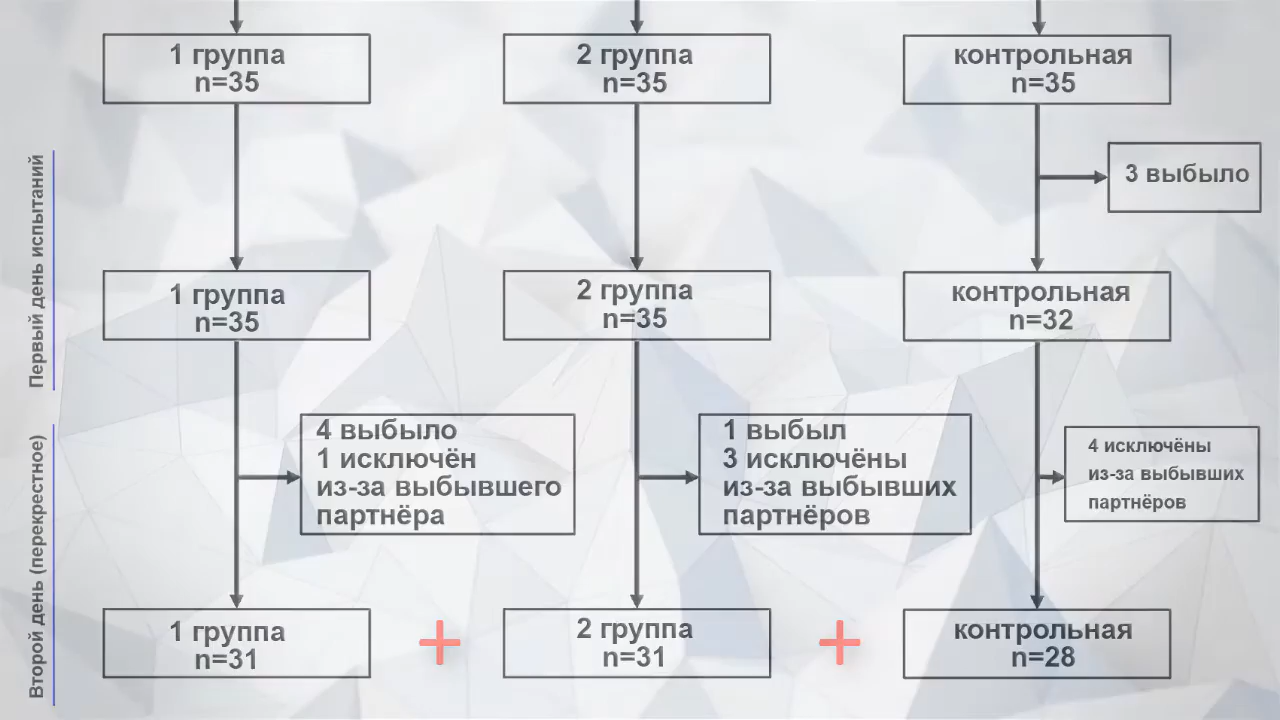 1 группа
n=35
2 группа
n=35
контрольная
n=35
3 выбыло
Первый день испытаний
1 группа
n=35
2 группа
n=35
контрольная
n=32
4 выбыло
1 исключён
из-за выбывшего
партнёра
1 выбыл
3 исключёны
из-за выбывших
партнёров
4 исключёны
из-за выбывших
партнёров
Второй день (перекрестное)
1 группа
n=31
+
2 группа
n=31
+
контрольная
n=28